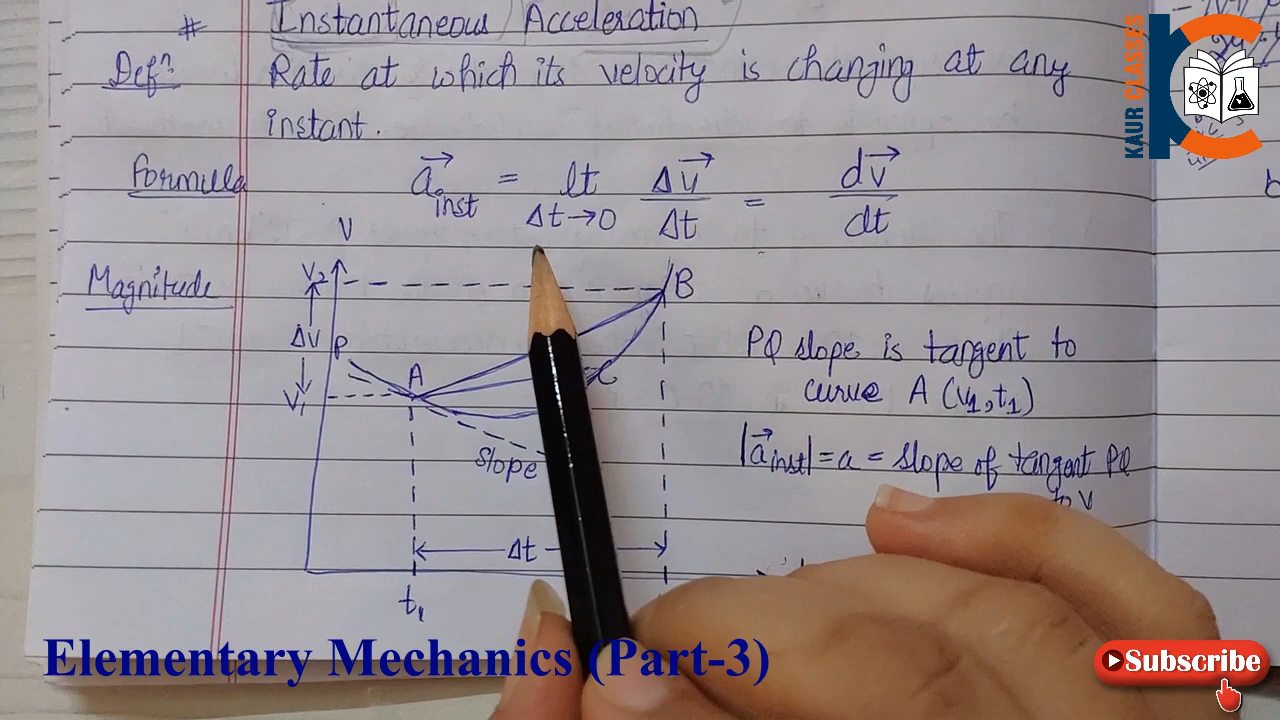 # Instantaneous Acceleration
Defn. Rate at which its velocity is changing at any
instant.
Formula a⃗inst = lt Δv⃗ = dv⃗
Δt→0 Δt dt
V
Magnitude V2 B
ΔV P
A C
V1
slope
Δt
t1
PQ slope is tangent to
curve A (V1,t1)
|a⃗inst| = a = slope of tangent PQ
to v
KAUR CLASSES
Elementary Mechanics (Part-3)
Subscribe